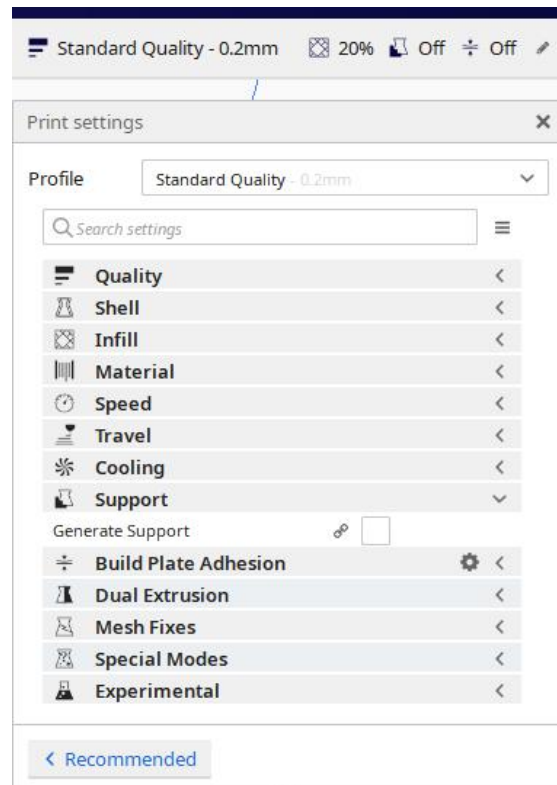 Standard Quality - 0.2mm 20% Off Off
Print settings
Profile Standard Quality - 0.2mm
Search settings
Quality
Shell
Infill
Material
Speed
Travel
Cooling
Support
Generate Support
Build Plate Adhesion
Dual Extrusion
Mesh Fixes
Special Modes
Experimental
Recommended